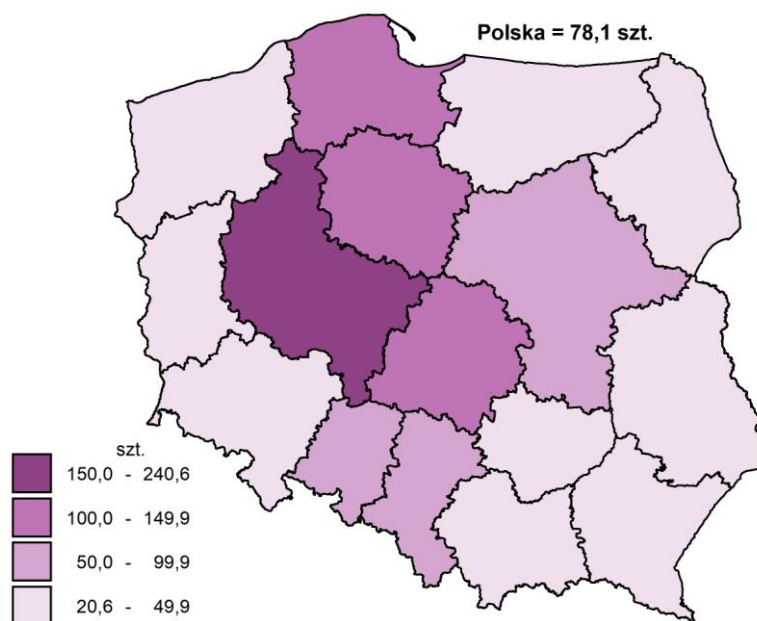 Polska = 78,1 szt.
szt.
150,0 - 240,6
100,0 - 149,9
50,0 - 99,9
20,6 - 49,9